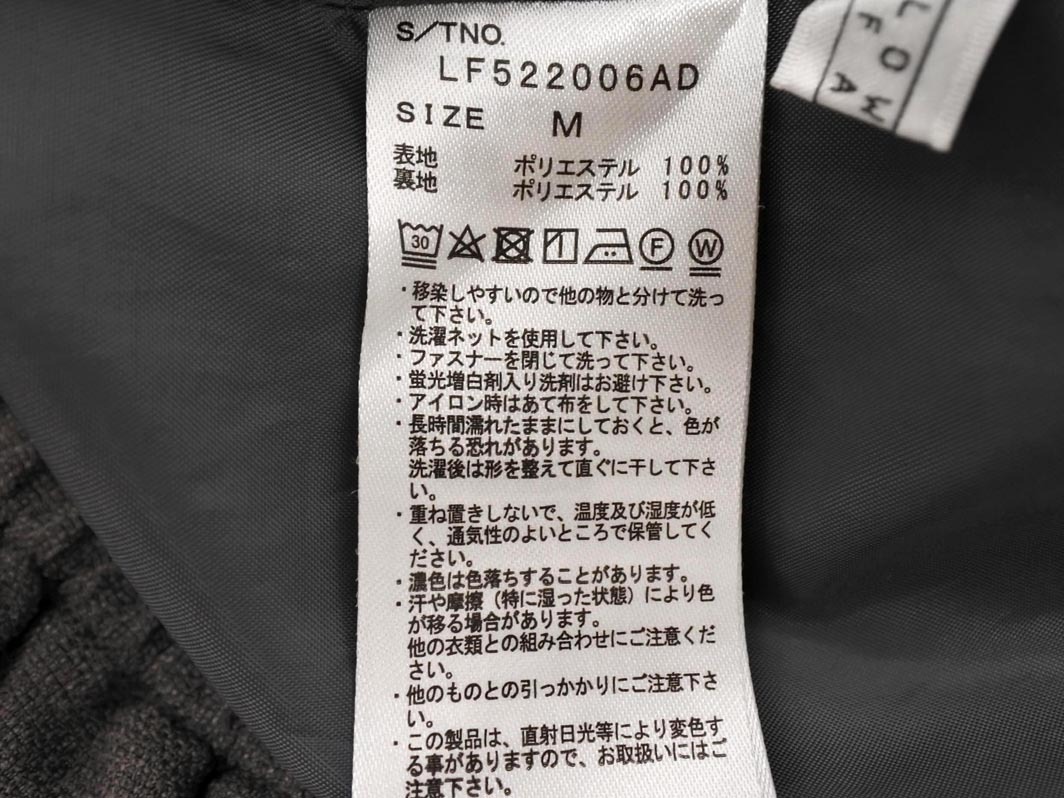 S/TNO.
LF522006AD
SIZE M
表地 ポリエステル 100%
裏地 ポリエステル 100%
30 F W
・移染しやすいので他の物と分けて洗っ
て下さい。
・洗濯ネットを使用して下さい。
・ファスナーを閉じて洗って下さい。
・蛍光増白剤入り洗剤はお避け下さい。
・アイロン時はあて布をして下さい。
・長時間濡れたままにしておくと、色が
落ちる恐れがあります。
洗濯後は形を整えて直ぐに干して下さ
い。
・重ね置きしないで、温度及び湿度が低
く、通気性のよいところで保管してく
ださい。
・濃色は色落ちすることがあります。
・汗や摩擦（特に湿った状態）により色
が移る場合があります。
他の衣類との組み合わせにご注意くだ
さい。
・他のものとの引っかかりにご注意下さ
い。
・この製品は、直射日光等により変色す
る事がありますので、お取扱いにはご
注意下さい。
LOW
FA